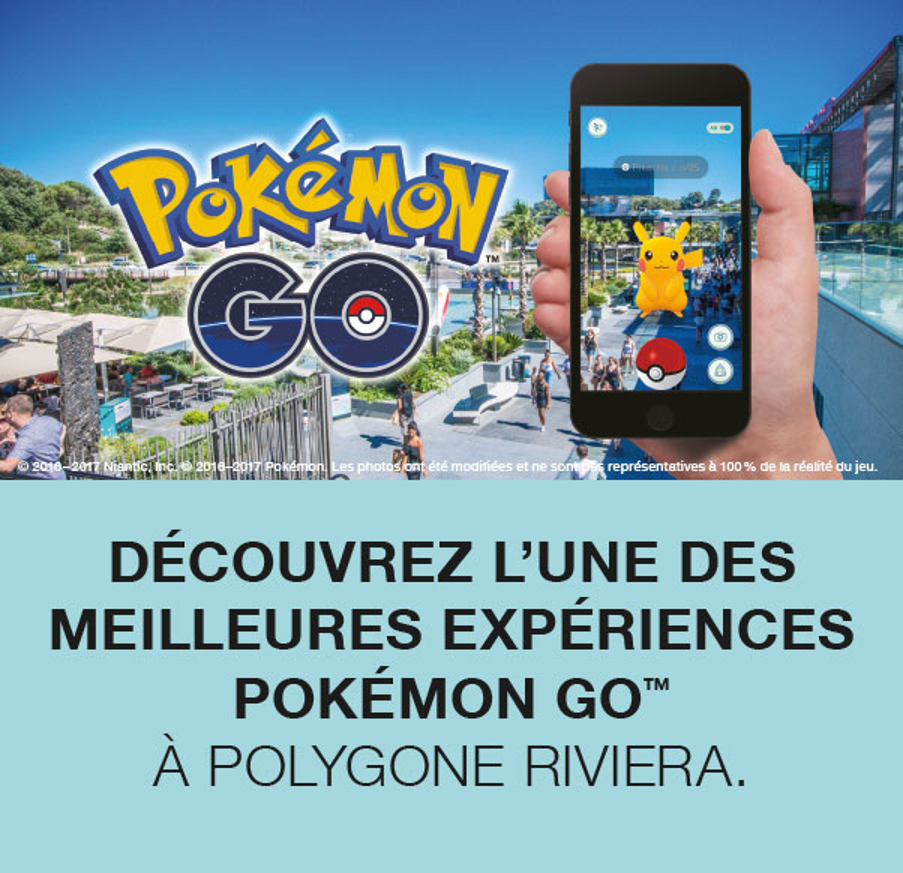 POKÉMON
™
GO
© 2016–2017 Niantic, Inc. © 2016–2017 Pokémon. Les photos ont été modifiées et ne sont pas représentatives à 100 % de la réalité du jeu.
DÉCOUVREZ L’UNE DES
MEILLEURES EXPÉRIENCES
POKÉMON GO™
À POLYGONE RIVIERA.